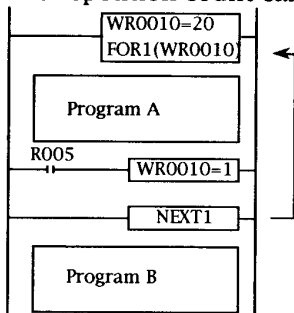 WR0010=20
FOR1(WR0010)
Program A
R005
WR0010=1
NEXT1
Program B